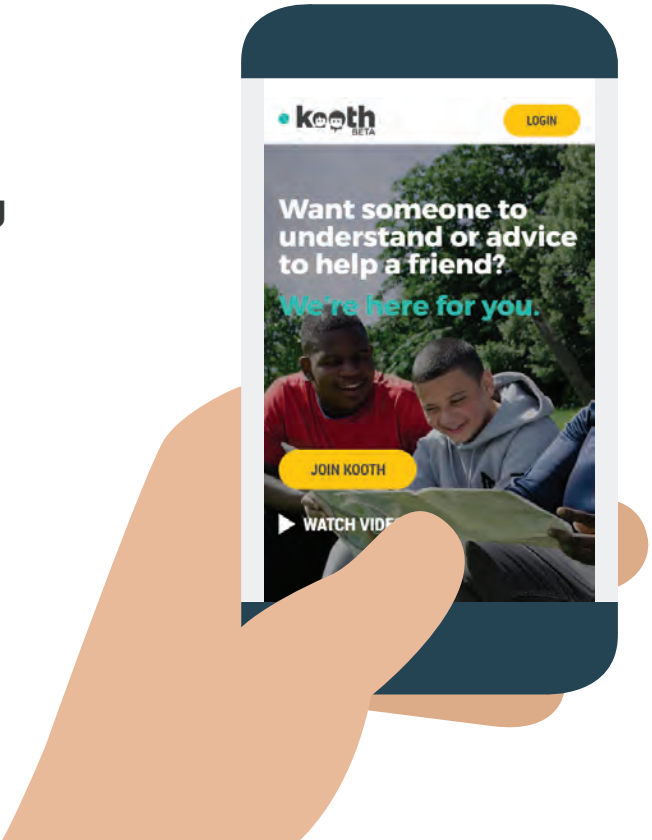 kooth
BETA
LOGIN
Want someone to
understand or advice
to help a friend?
We're here for you.
JOIN KOOTH
WATCH